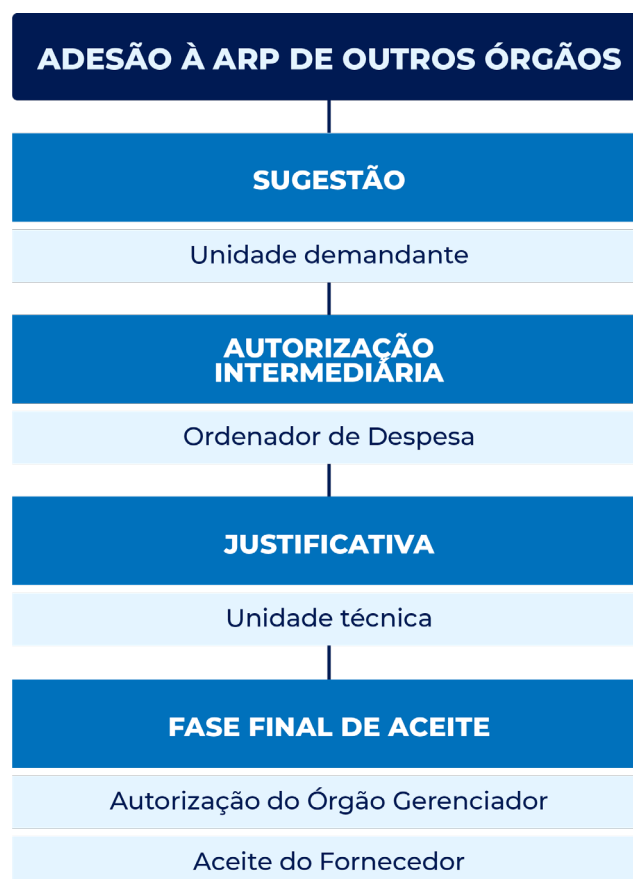 ADESÃO À ARP DE OUTROS ÓRGÃOS
SUGESTÃO
Unidade demandante
AUTORIZAÇÃO
INTERMEDIÁRIA
Ordenador de Despesa
JUSTIFICATIVA
Unidade técnica
FASE FINAL DE ACEITE
Autorização do Órgão Gerenciador
Aceite do Fornecedor